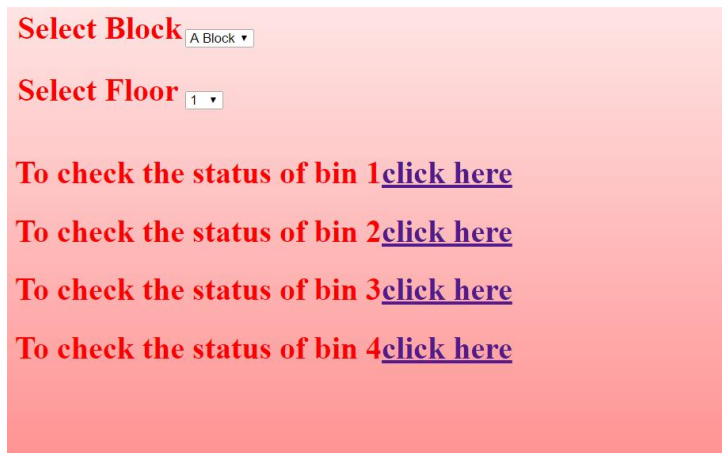 Select Block A Block
Select Floor 1
To check the status of bin 1click here
To check the status of bin 2click here
To check the status of bin 3click here
To check the status of bin 4click here